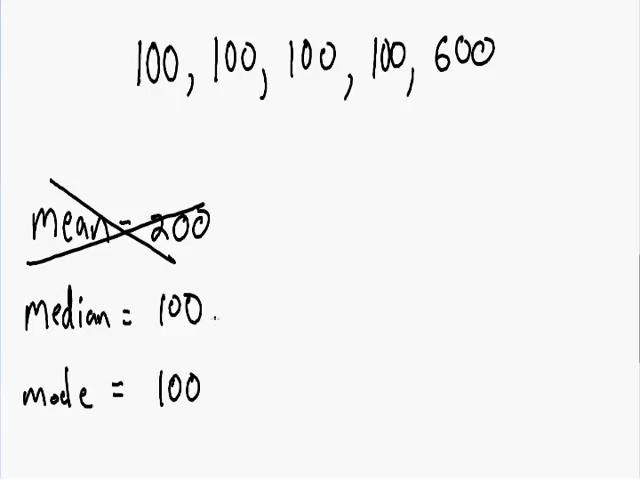 100, 100, 100, 100, 600
mean = 200
median = 100
mode = 100